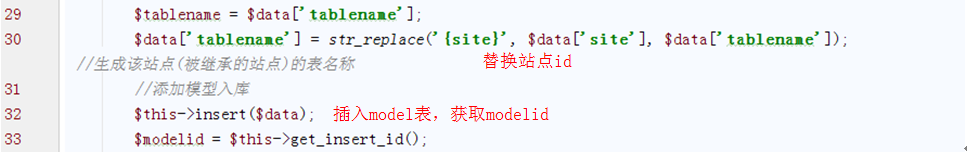 29 $tablename = $data['tablename'];
30 $data['tablename'] = str_replace('{site}', $data['site'], $data['tablename']);
//生成该站点(被继承的站点)的表名称 替换站点id
31 //添加模型入库
32 $this->insert($data); 插入model表，获取modelid
33 $modelid = $this->get_insert_id();